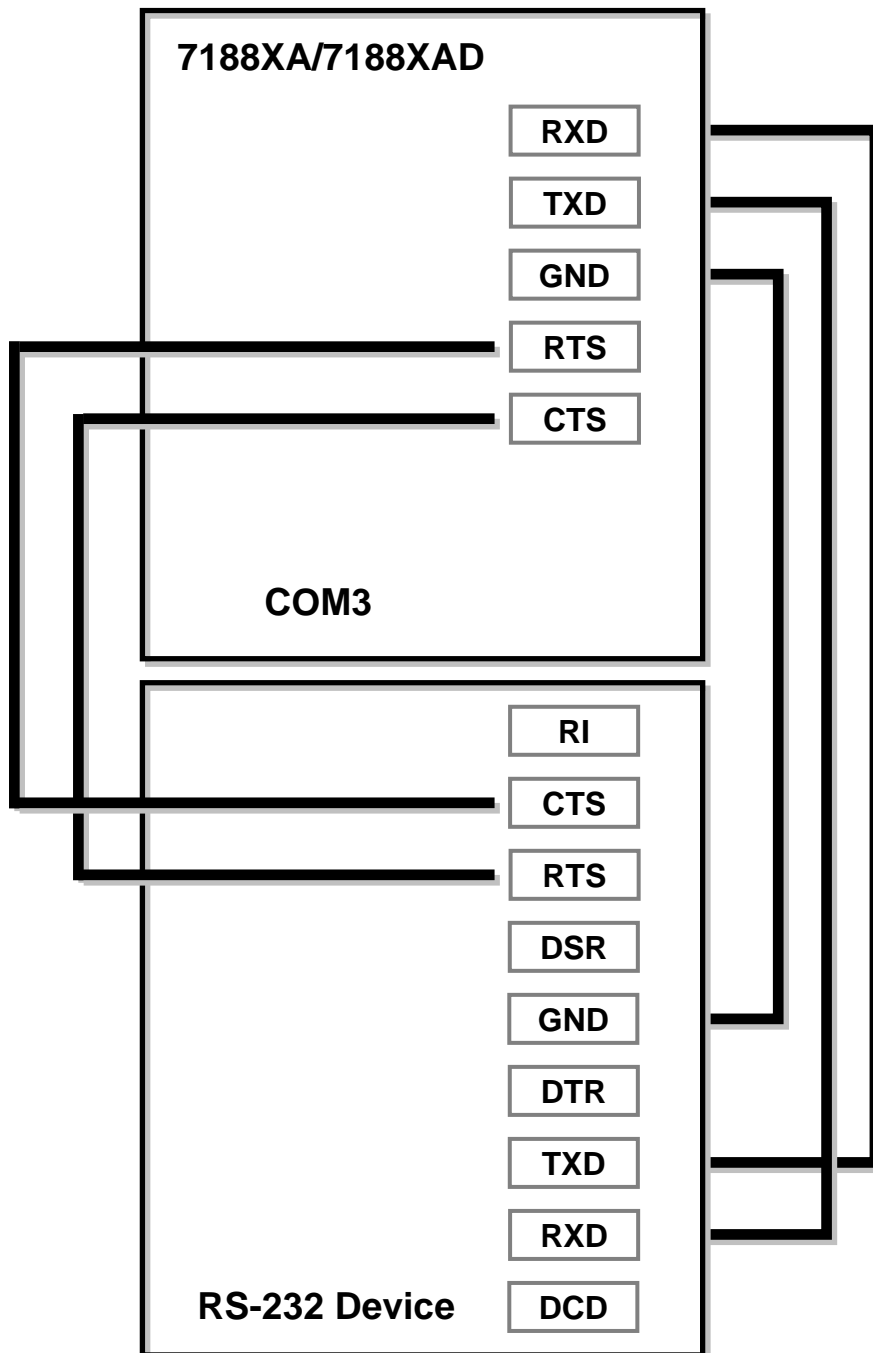 7188XA/7188XAD
RXD
TXD
GND
RTS
CTS
COM3
RI
CTS
RTS
DSR
GND
DTR
TXD
RXD
RS-232 Device
DCD